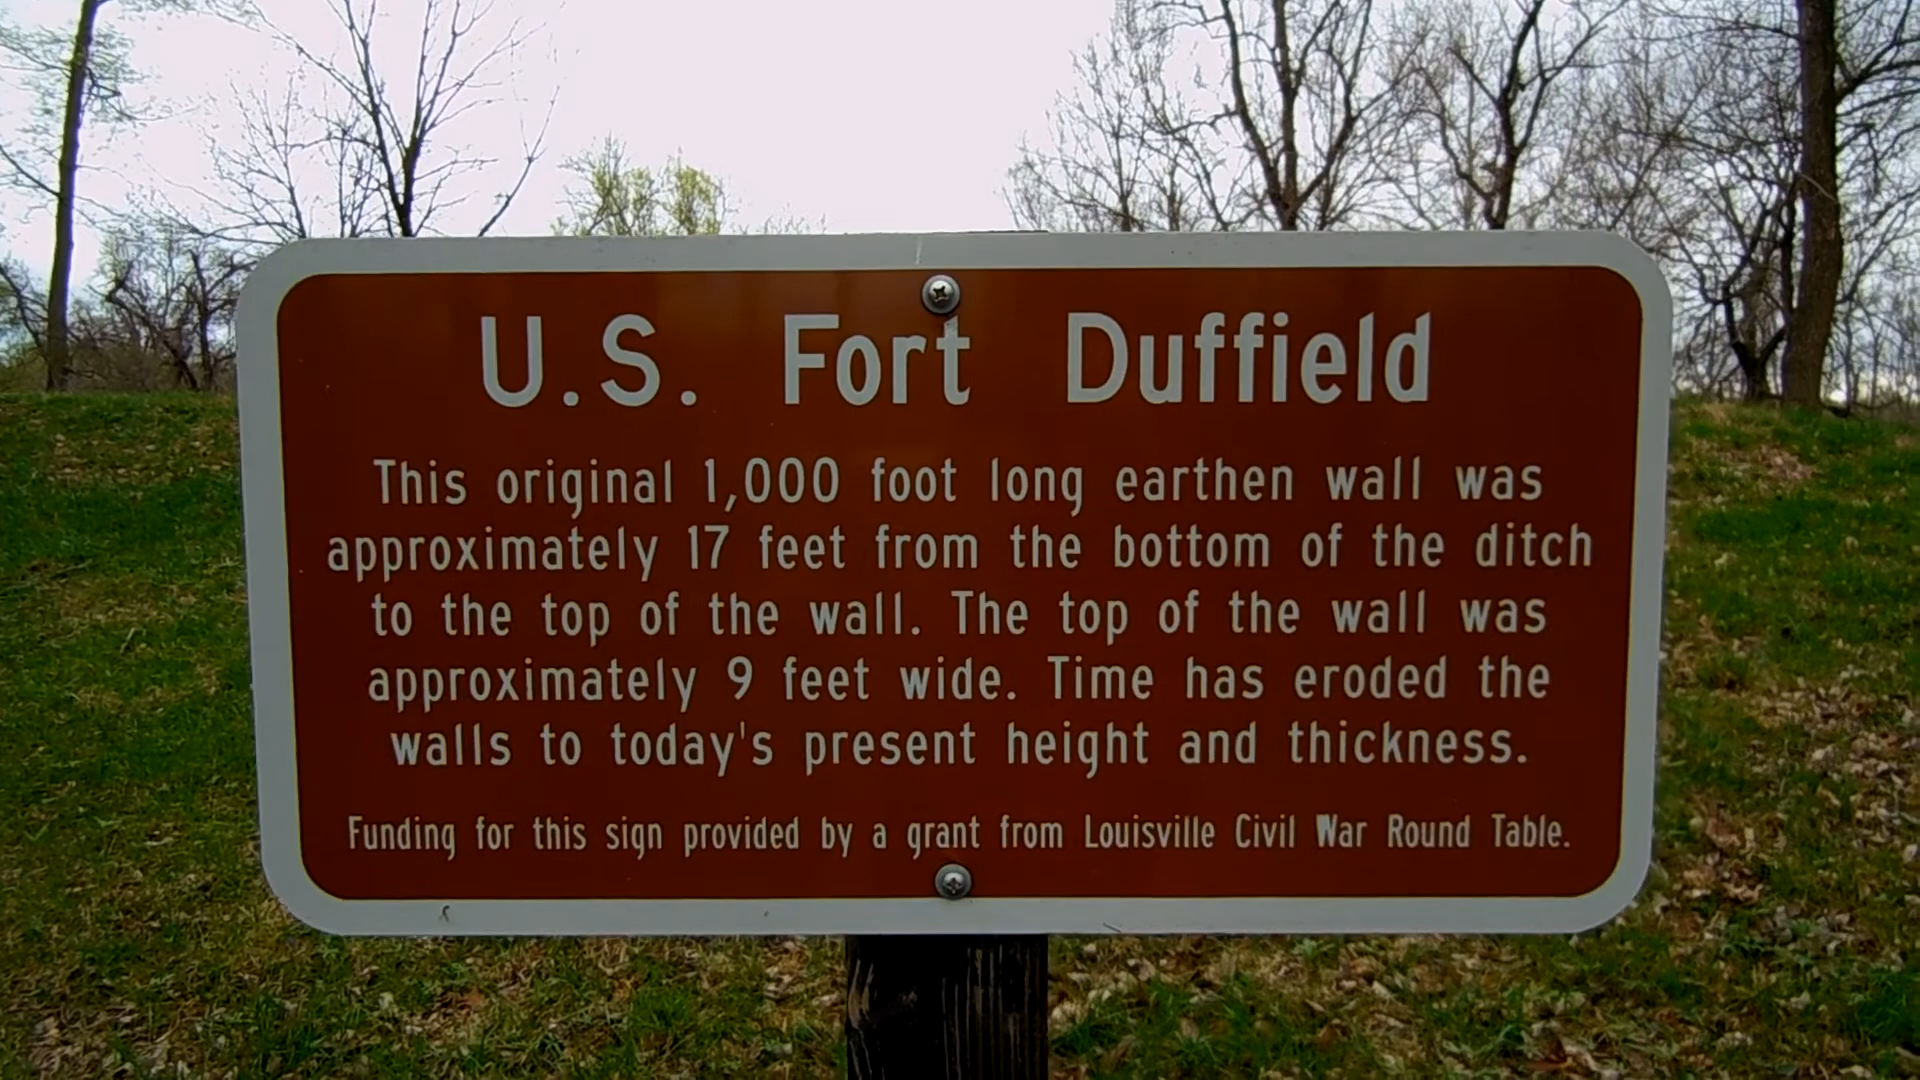 U.S. Fort Duffield
This original 1,000 foot long earthen wall was
approximately 17 feet from the bottom of the ditch
to the top of the wall. The top of the wall was
approximately 9 feet wide. Time has eroded the
walls to today's present height and thickness.
Funding for this sign provided by a grant from Louisville Civil War Round Table.